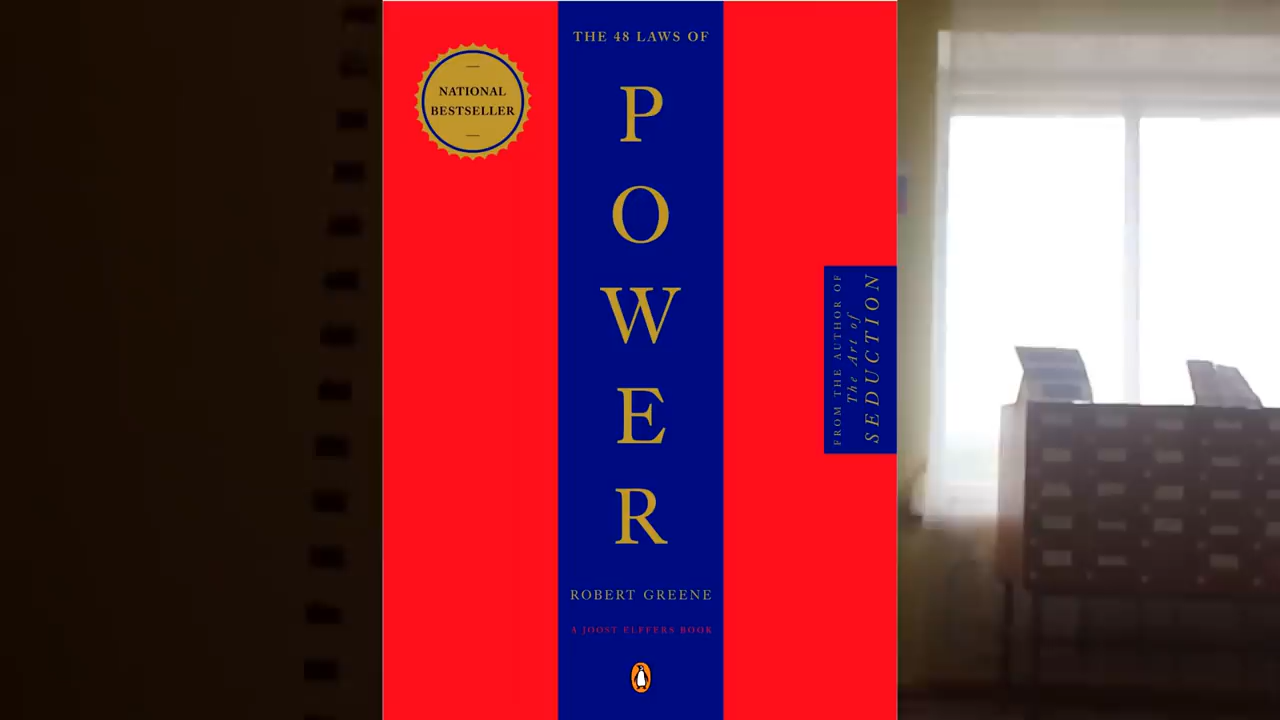 THE 48 LAWS OF
NATIONAL
BESTSELLER
POWER
FROM THE AUTHOR OF
The Art of
SEDUCTION
ROBERT GREENE
A JOOST ELFFERS BOOK